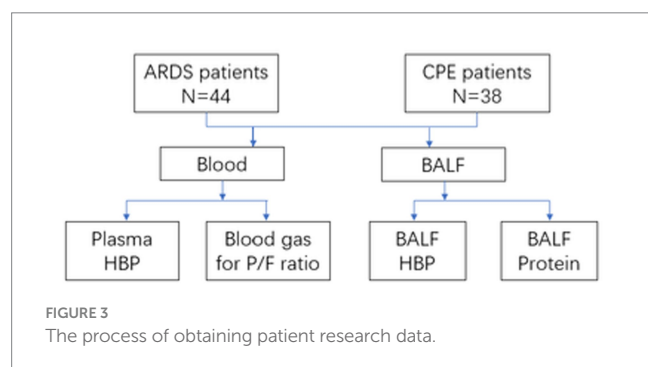 ARDS patients
N=44
CPE patients
N=38
Blood
BALF
Plasma
HBP
Blood gas
for P/F ratio
BALF
HBP
BALF
Protein
FIGURE 3
The process of obtaining patient research data.